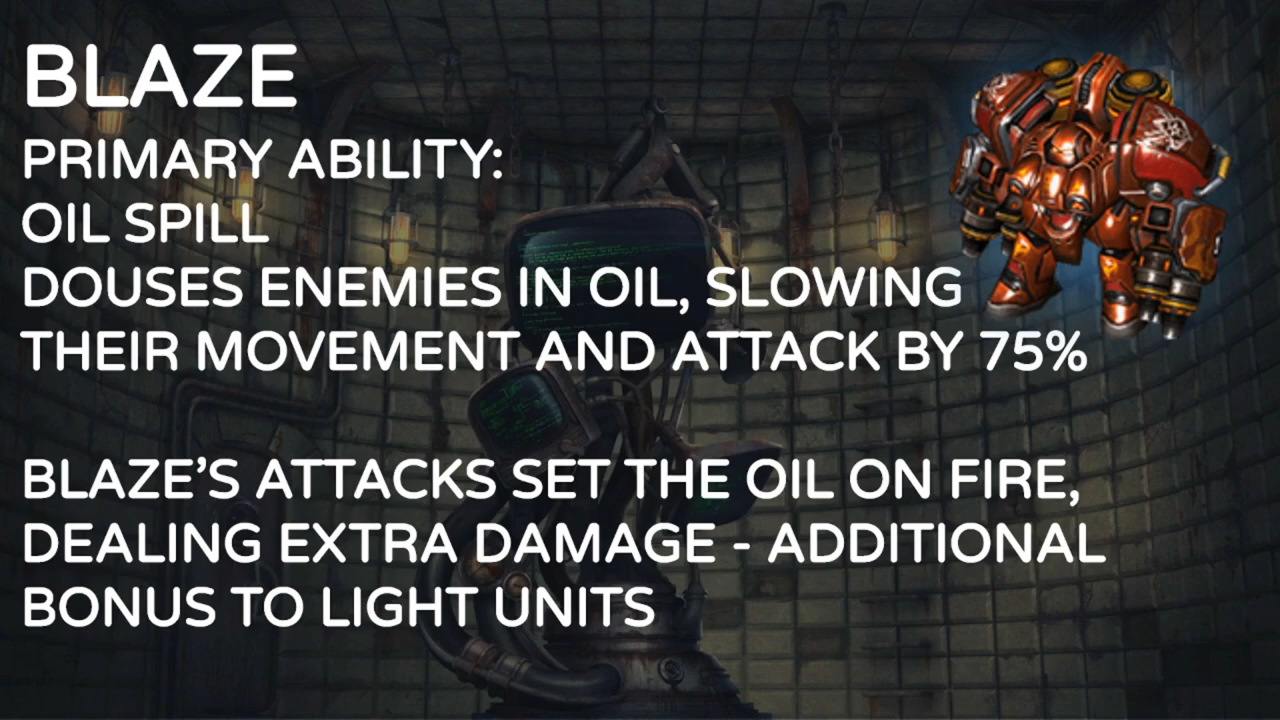 BLAZE
PRIMARY ABILITY:
OIL SPILL
DOUSES ENEMIES IN OIL, SLOWING
THEIR MOVEMENT AND ATTACK BY 75%
BLAZE’S ATTACKS SET THE OIL ON FIRE,
DEALING EXTRA DAMAGE - ADDITIONAL
BONUS TO LIGHT UNITS